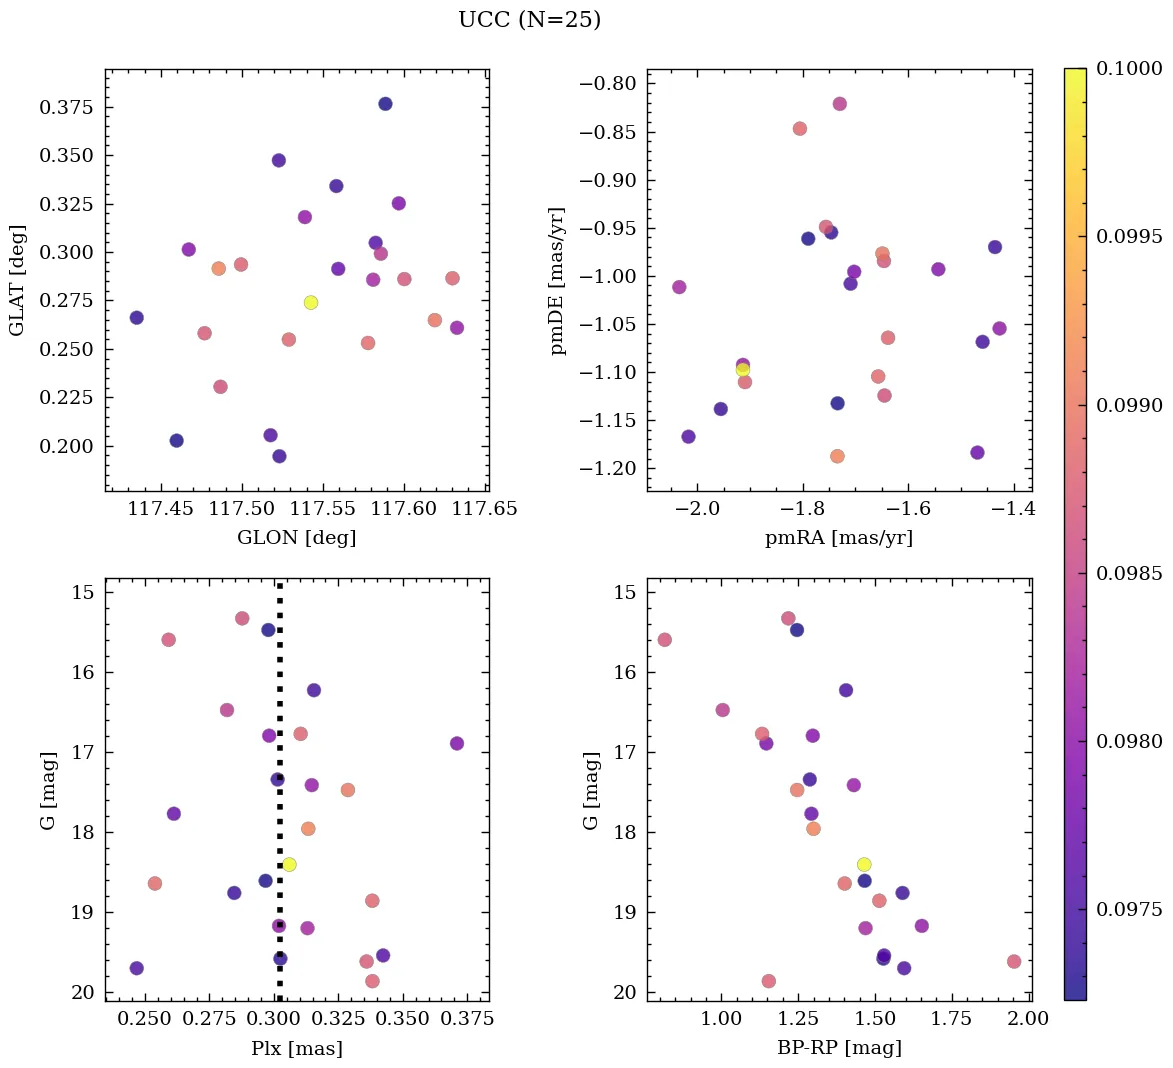 UCC (N=25)
0.375
0.350
0.325
0.300
0.275
0.250
0.225
0.200
GLAT [deg]
117.45 117.50 117.55 117.60 117.65
GLON [deg]
−0.80
−0.85
−0.90
−0.95
−1.00
−1.05
−1.10
−1.15
−1.20
pmDE [mas/yr]
−2.0 −1.8 −1.6 −1.4
pmRA [mas/yr]
15
16
17
18
19
20
G [mag]
0.250 0.275 0.300 0.325 0.350 0.375
Plx [mas]
15
16
17
18
19
20
G [mag]
1.00 1.25 1.50 1.75 2.00
BP-RP [mag]
0.1000
0.0995
0.0990
0.0985
0.0980
0.0975